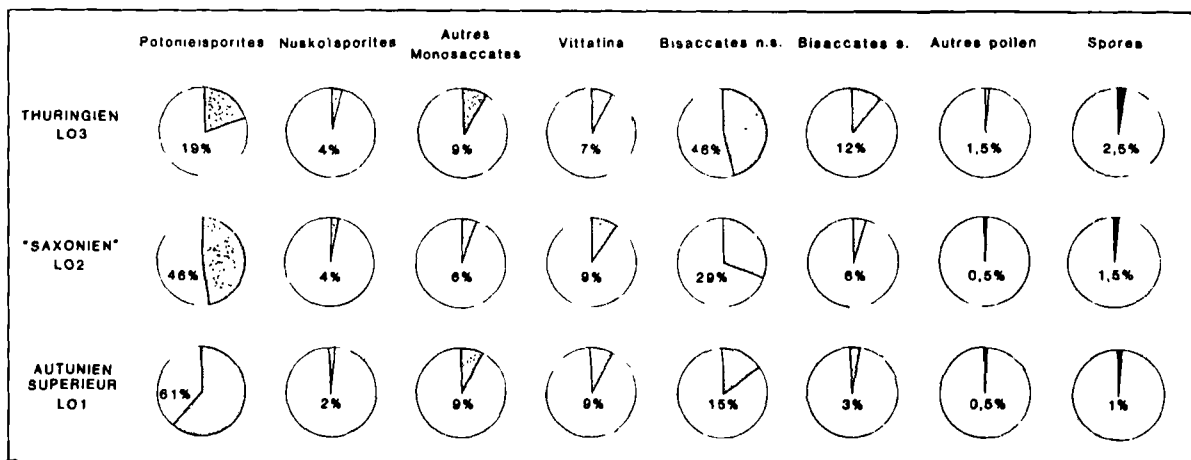 Potonieisporites Nuskoisporites Autres Monosaccates Vittatina Bisaccates n.s. Bisaccates s. Autres pollen Spores
THURINGIEN
LO3
19% 4% 9% 7% 46% 12% 1,5% 2,5%
"SAXONIEN"
LO2
46% 4% 6% 9% 29% 6% 0,5% 1,5%
AUTUNIEN
SUPERIEUR
LO1
61% 2% 9% 9% 15% 3% 0,5% 1%